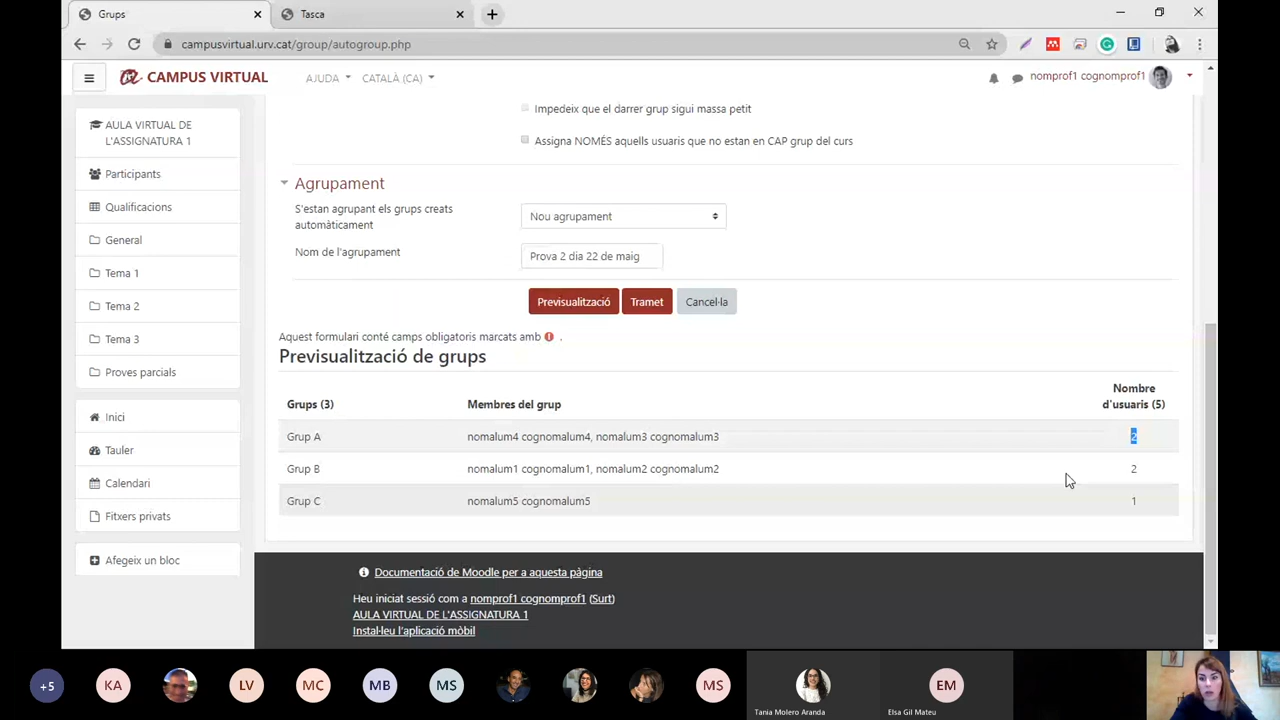 Grups
Tasca
campusvirtual.urv.cat/group/autogroup.php
CAMPUS VIRTUAL
AJUDA
CATALÀ (CA)
nomprof1 cognomprof1
AULA VIRTUAL DE
L'ASSIGNATURA 1
Participants
Qualificacions
General
Tema 1
Tema 2
Tema 3
Proves parcials
Inici
Tauler
Calendari
Fitxers privats
Afegeix un bloc
Impedeix que el darrer grup sigui massa petit
Assigna NOMÉS aquells usuaris que no estan en CAP grup del curs
Agrupament
S'estan agrupant els grups creats
automàticament
Nou agrupament
Nom de l'agrupament
Prova 2 dia 22 de maig
Previsualització
Tramet
Cancel·la
Aquest formulari conté camps obligatoris marcats amb .
Previsualització de grups
Grups (3)
Membres del grup
Nombre
d'usuaris (5)
Grup A
nomalum4 cognomalum4, nomalum3 cognomalum3
2
Grup B
nomalum1 cognomalum1, nomalum2 cognomalum2
2
Grup C
nomalum5 cognomalum5
1
Documentació de Moodle per a aquesta pàgina
Heu iniciat sessió com a nomprof1 cognomprof1 (Surt)
AULA VIRTUAL DE L'ASSIGNATURA 1
Instal·leu l'aplicació mòbil
+5
KA
LV
MC
MB
MS
MS
Tania Molero Aranda
EM
Elsa Gil Mateu